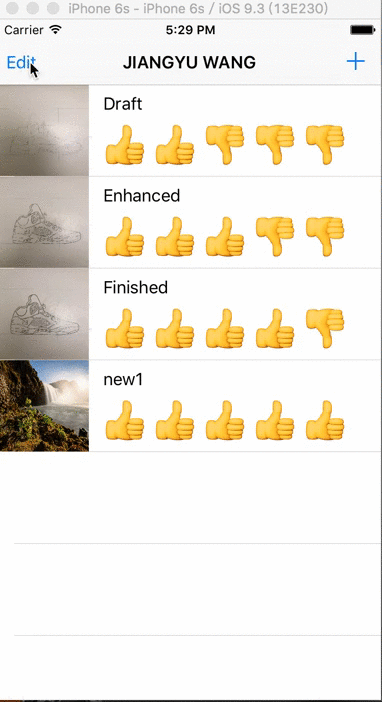 iPhone 6s - iPhone 6s / iOS 9.3 (13E230)
Carrier 5:29 PM
Edit JIANGYU WANG +
Draft
👍 👍 👎 👎 👎
Enhanced
👍 👍 👍 👎 👎
Finished
👍 👍 👍 👍 👎
new1
👍 👍 👍 👍 👍